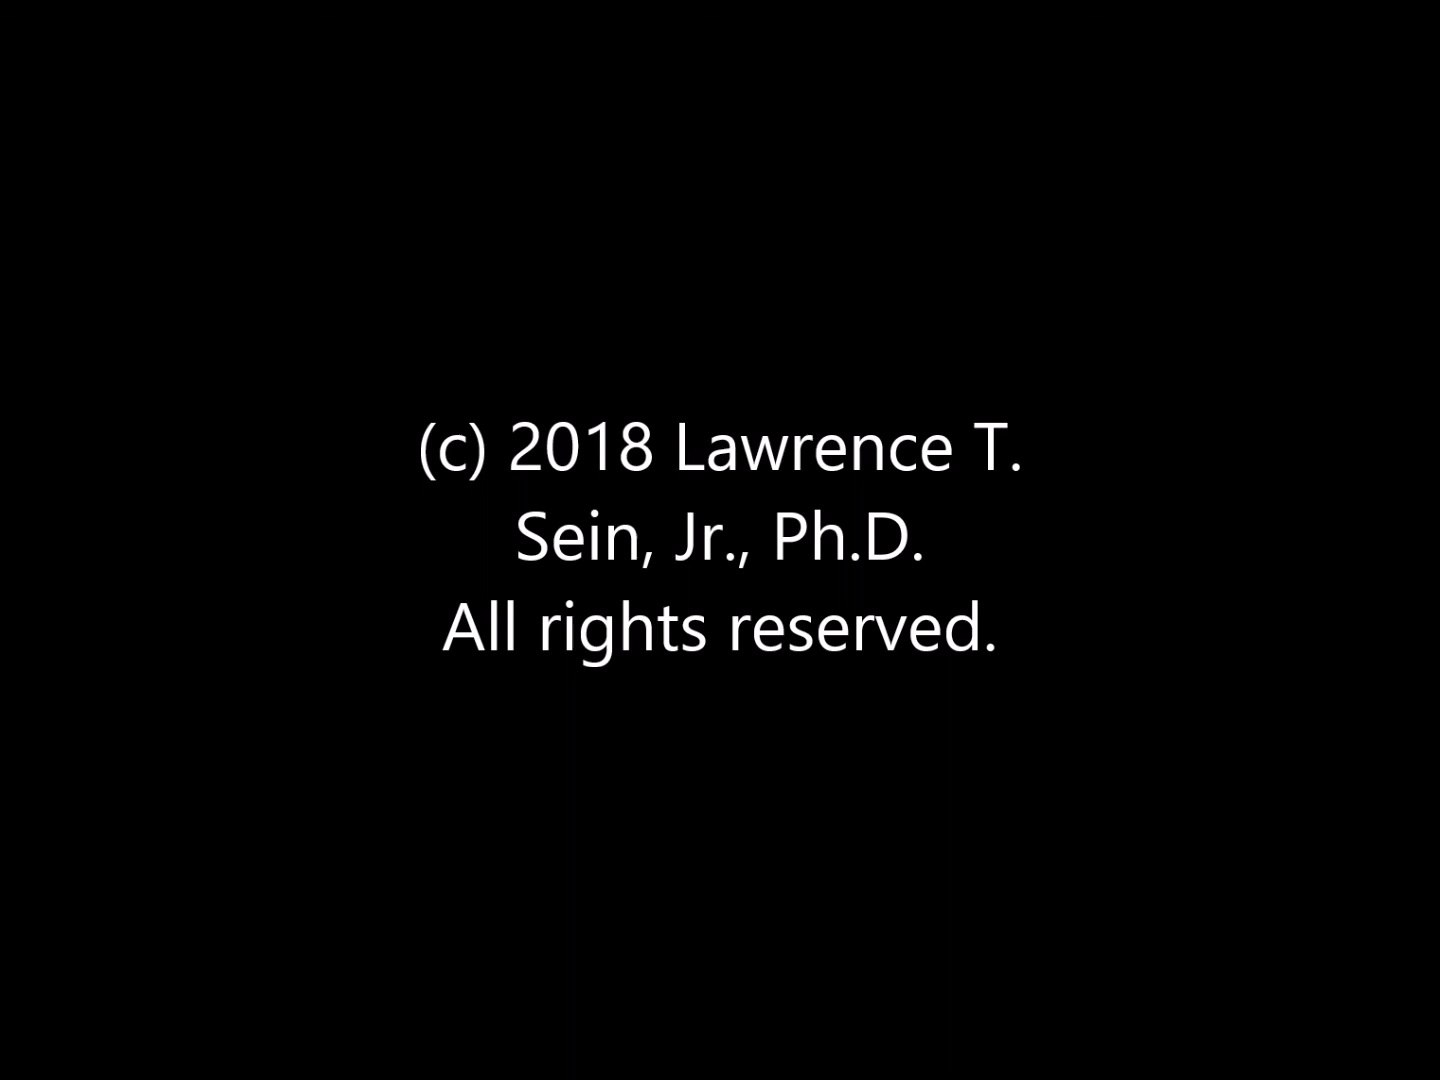 (c) 2018 Lawrence T.
Sein, Jr., Ph.D.
All rights reserved.